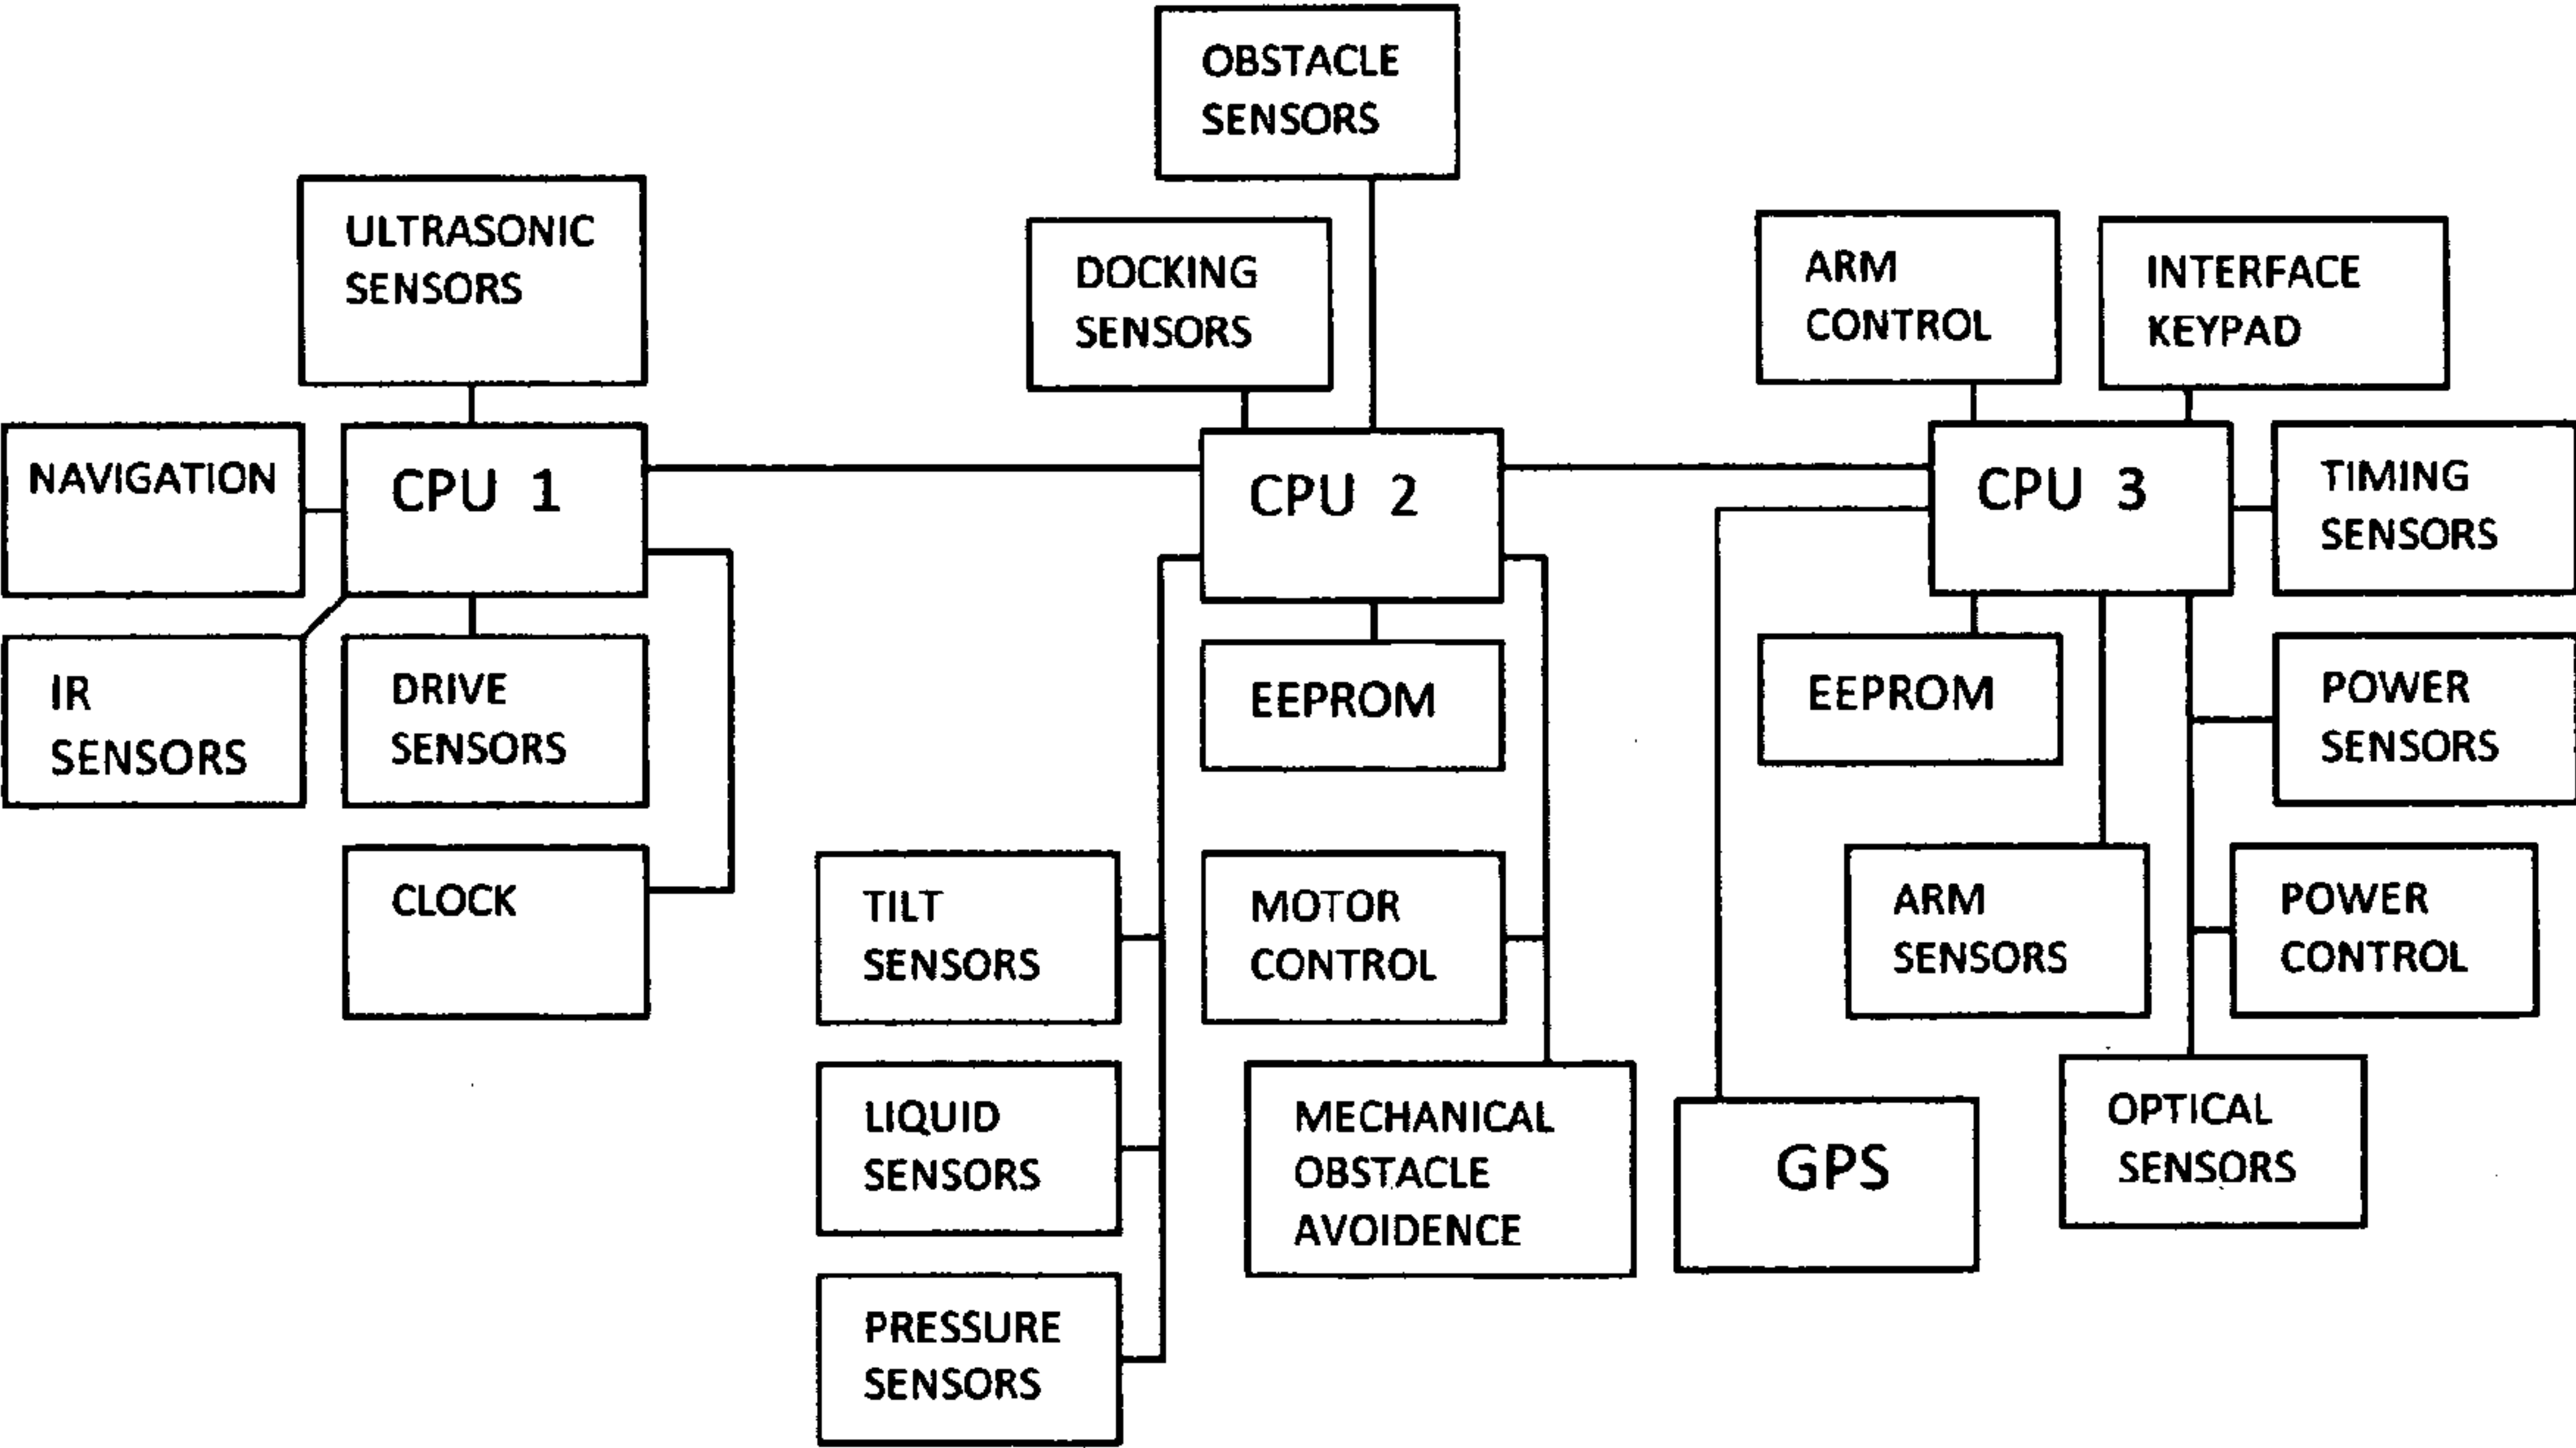 OBSTACLE
SENSORS
ULTRASONIC
SENSORS
DOCKING
SENSORS
ARM
CONTROL
INTERFACE
KEYPAD
NAVIGATION
CPU 1
CPU 2
CPU 3
TIMING
SENSORS
IR
SENSORS
DRIVE
SENSORS
EEPROM
EEPROM
POWER
SENSORS
CLOCK
TILT
SENSORS
MOTOR
CONTROL
ARM
SENSORS
POWER
CONTROL
LIQUID
SENSORS
MECHANICAL
OBSTACLE
AVOIDENCE
GPS
OPTICAL
SENSORS
PRESSURE
SENSORS